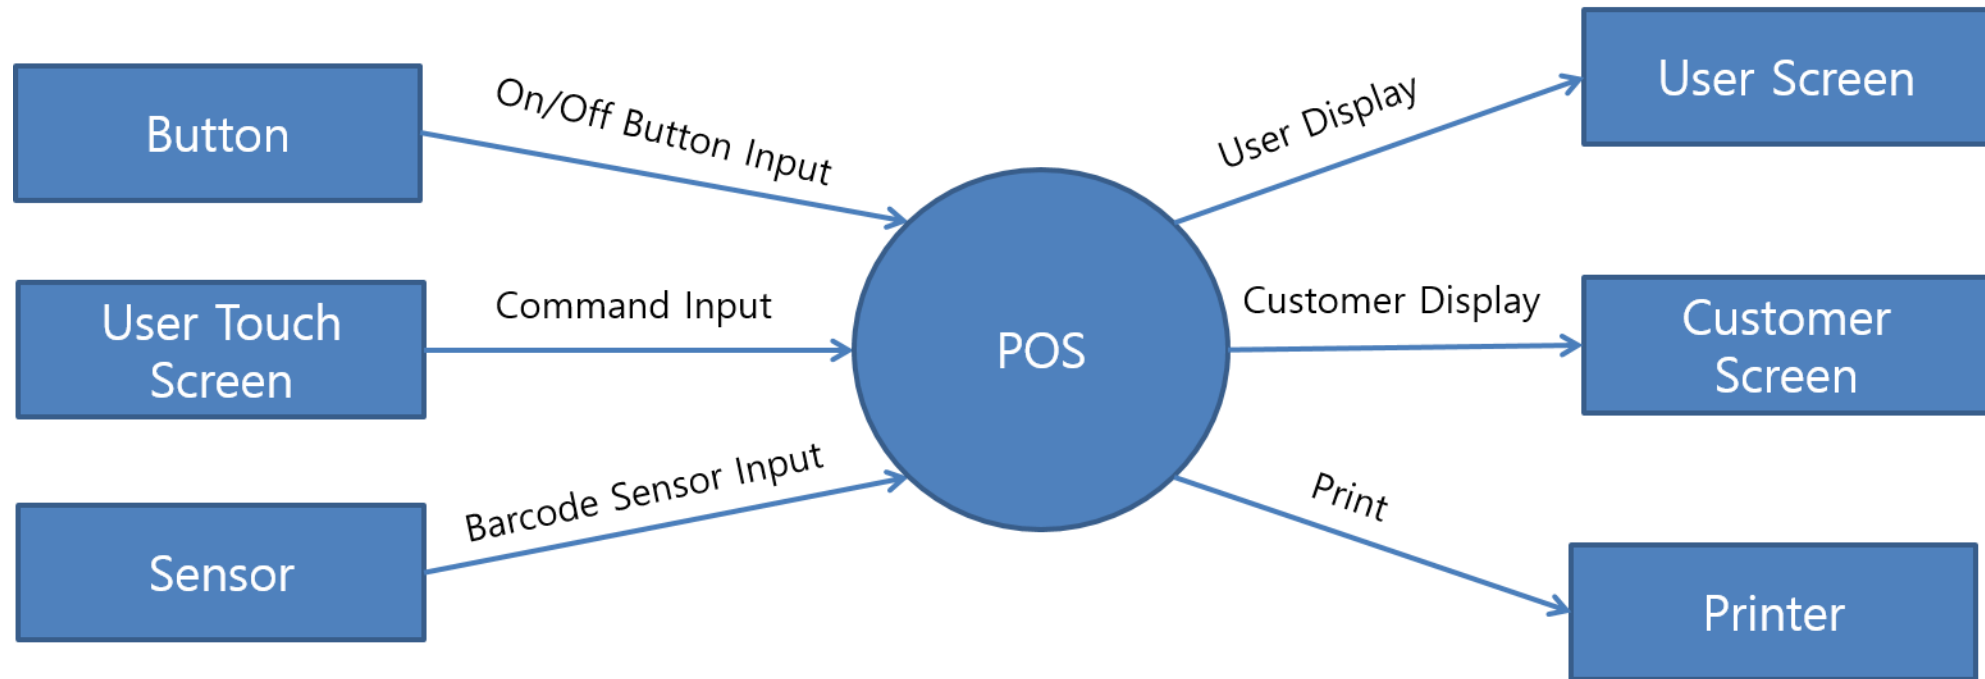 Button
On/Off Button Input
User Touch
Screen
Command Input
Sensor
Barcode Sensor Input
POS
User Display
User Screen
Customer Display
Customer
Screen
Print
Printer